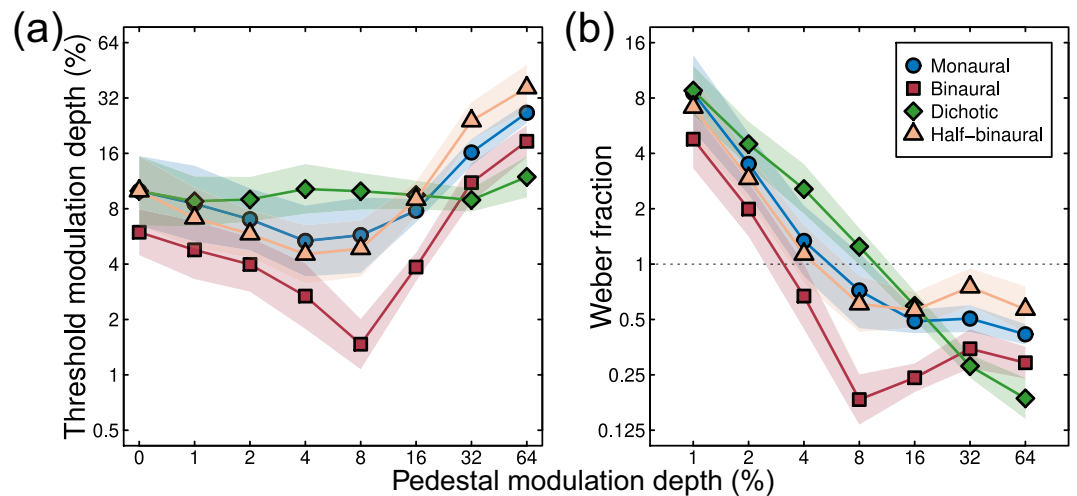 (a)
Threshold modulation depth (%)
64
32
16
8
4
2
1
0.5
0 1 2 4 8 16 32 64
(b)
Weber fraction
16
8
4
2
1
0.5
0.25
0.125
1 2 4 8 16 32 64
Monaural
Binaural
Dichotic
Half−binaural
Pedestal modulation depth (%)